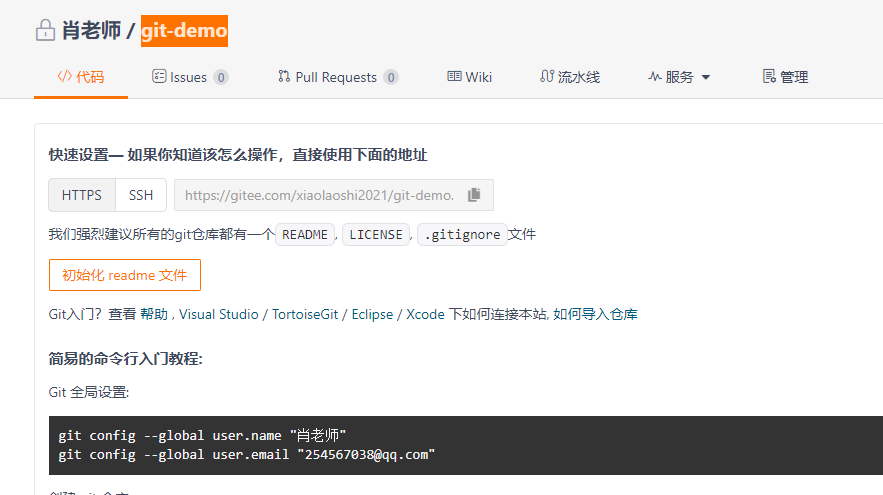 肖老师 / git-demo
代码 Issues 0 Pull Requests 0 Wiki 流水线 服务 管理
快速设置— 如果你知道该怎么操作，直接使用下面的地址
HTTPS SSH https://gitee.com/xiaolaoshi2021/git-demo.
我们强烈建议所有的git仓库都有一个 README, LICENSE, .gitignore 文件
初始化 readme 文件
Git入门？查看 帮助 , Visual Studio / TortoiseGit / Eclipse / Xcode 下如何连接本站, 如何导入仓库
简易的命令行入门教程:
Git 全局设置:
git config --global user.name "肖老师"
git config --global user.email "254567038@qq.com"